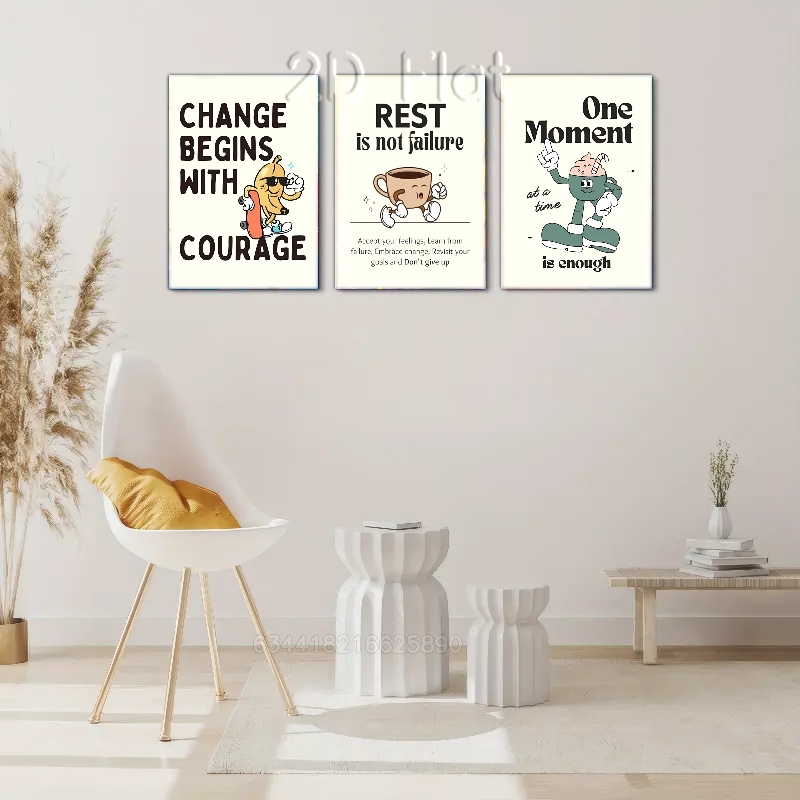 2D Flat
CHANGE
BEGINS
WITH
COURAGE
REST
is not failure
Accept your feelings, Learn from
failure, Embrace change, Revisit your
goals and Don't give up
One
Moment
at a
time
is enough
634418216625890